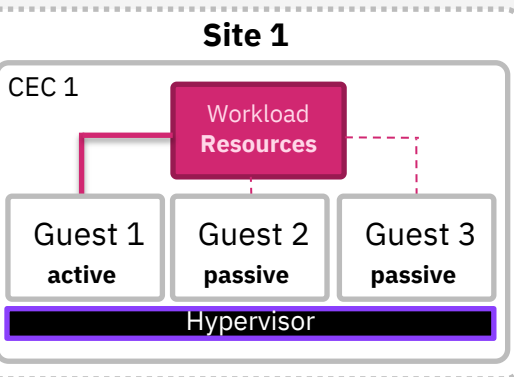 Site 1
CEC 1
Workload
Resources
Guest 1
active
Guest 2
passive
Guest 3
passive
Hypervisor